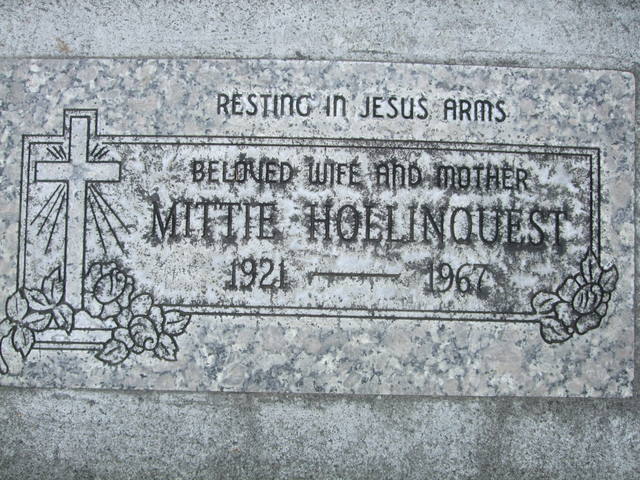 RESTING IN JESUS ARMS
BELOVED WIFE AND MOTHER
MITTIE HOLLINQUEST
1921 — 1967